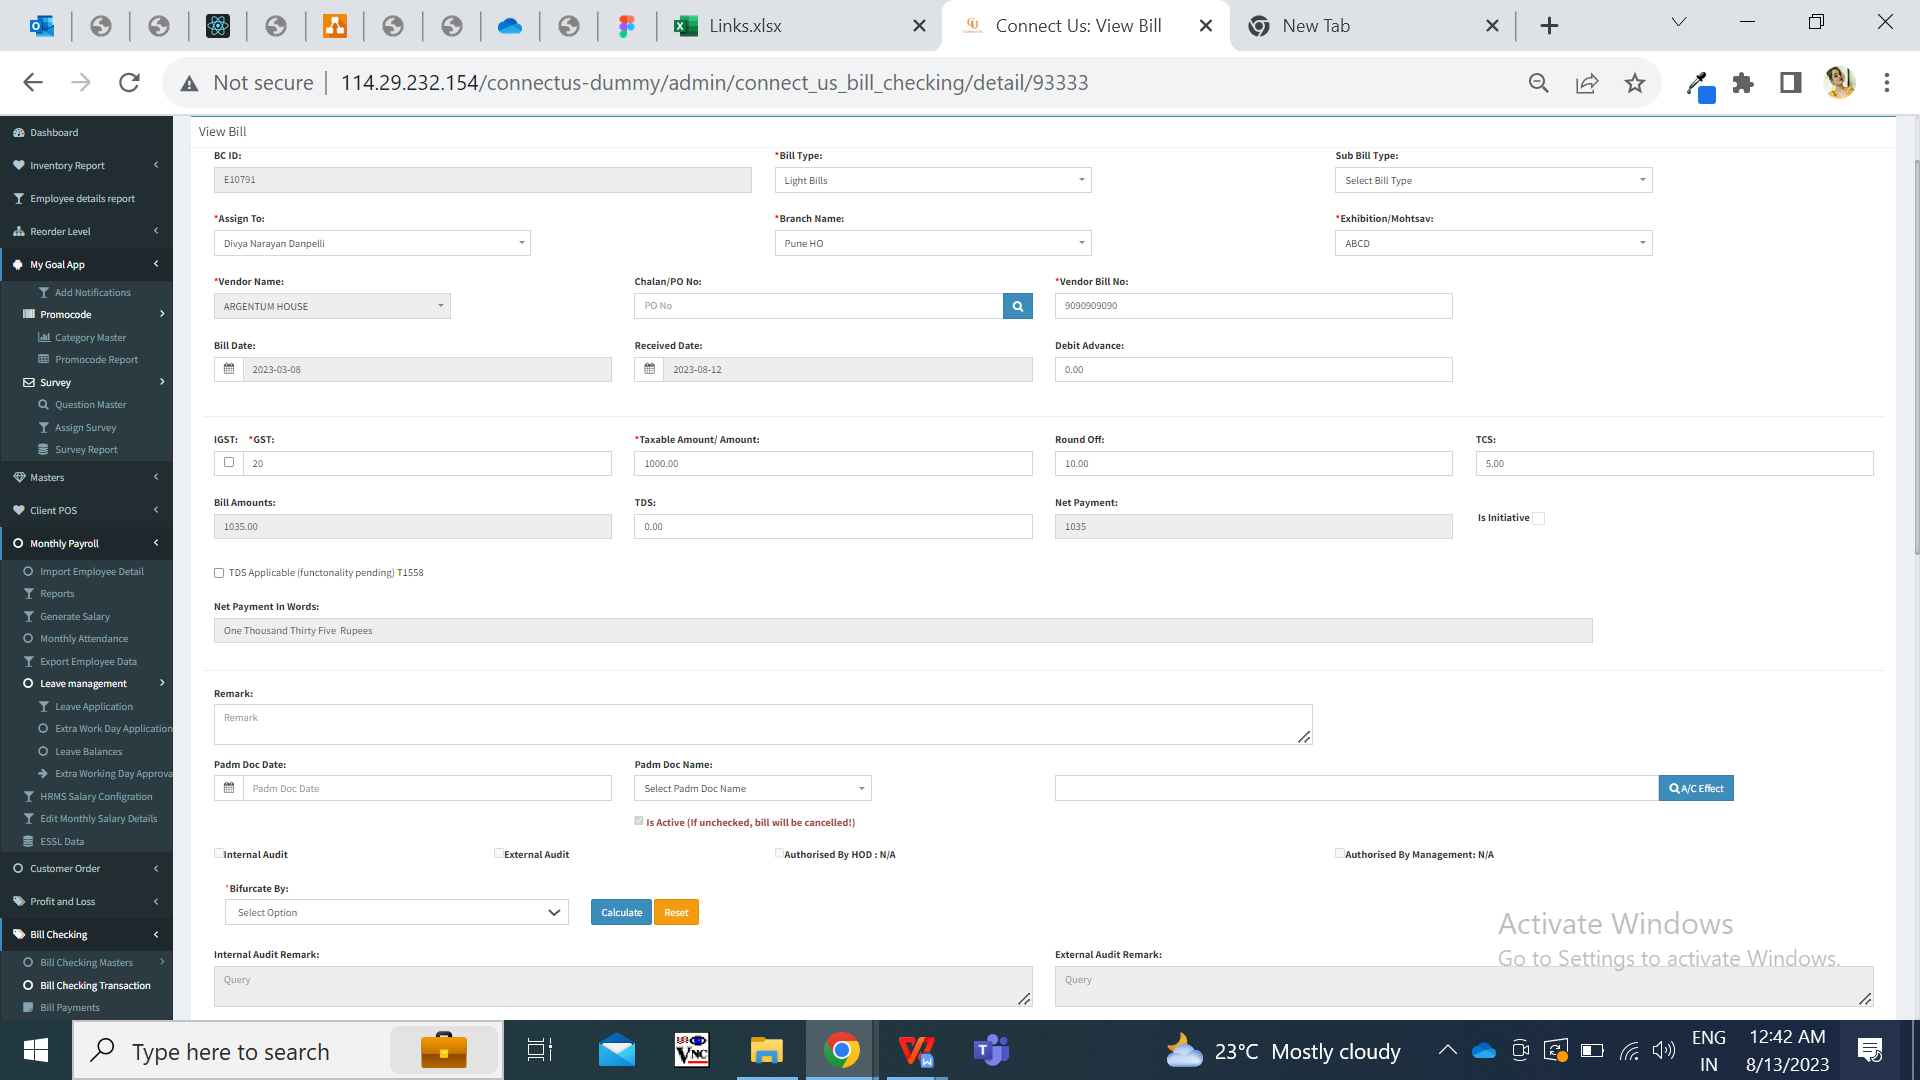 Links.xlsx
Connect Us: View Bill
New Tab
Not secure
114.29.232.154/connectus-dummy/admin/connect_us_bill_checking/detail/93333
Dashboard
Inventory Report
Employee details report
Reorder Level
My Goal App
Add Notifications
Promocode
Category Master
Promocode Report
Survey
Question Master
Assign Survey
Survey Report
Masters
Client POS
Monthly Payroll
Import Employee Detail
Reports
Generate Salary
Monthly Attendance
Export Employee Data
Leave management
Leave Application
Extra Work Day Application
Leave Balances
Extra Working Day Approva
HRMS Salary Configration
Edit Monthly Salary Details
ESSL Data
Customer Order
Profit and Loss
Bill Checking
Bill Checking Masters
Bill Checking Transaction
Bill Payments
View Bill
BC ID: *Bill Type: Sub Bill Type:
E10791 Light Bills Select Bill Type
*Assign To: *Branch Name: *Exhibition/Mohtsav:
Divya Narayan Danpelli Pune HO ABCD
*Vendor Name: Chalan/PO No: *Vendor Bill No:
ARGENTUM HOUSE PO No 9090909090
Bill Date: Received Date: Debit Advance:
2023-03-08 2023-08-12 0.00
IGST: *GST: *Taxable Amount/ Amount: Round Off: TCS:
20 1000.00 10.00 5.00
Bill Amounts: TDS: Net Payment:
1035.00 0.00 1035 Is Initiative
TDS Applicable (functonality pending) T1558
Net Payment In Words:
One Thousand Thirty Five Rupees
Remark:
Remark
Padm Doc Date: Padm Doc Name:
Padm Doc Date Select Padm Doc Name A/C Effect
Is Active (If unchecked, bill will be cancelled!)
Internal Audit External Audit Authorised By HOD : N/A Authorised By Management: N/A
*Bifurcate By:
Select Option Calculate Reset
Internal Audit Remark: External Audit Remark:
Query Query
Activate Windows
Go to Settings to activate Windows.
Type here to search
23°C Mostly cloudy
ENG
IN
12:42 AM
8/13/2023